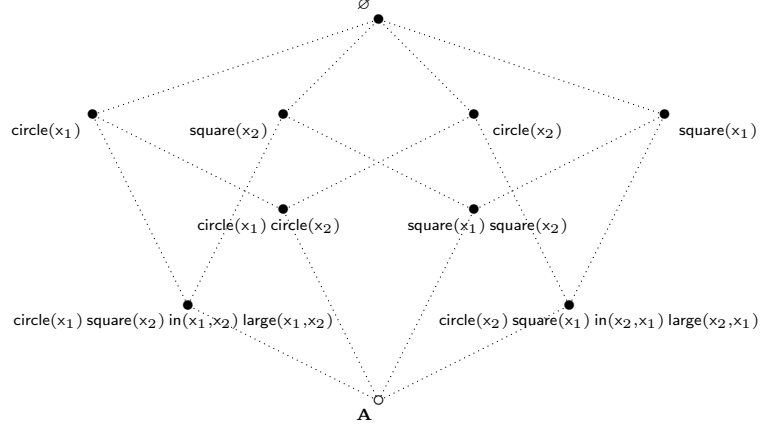 ∅
circle(x₁) square(x₂) circle(x₂) square(x₁)
circle(x₁) circle(x₂) square(x₁) square(x₂)
circle(x₁) square(x₂) in(x₁,x₂) large(x₁,x₂) circle(x₂) square(x₁) in(x₂,x₁) large(x₂,x₁)
A